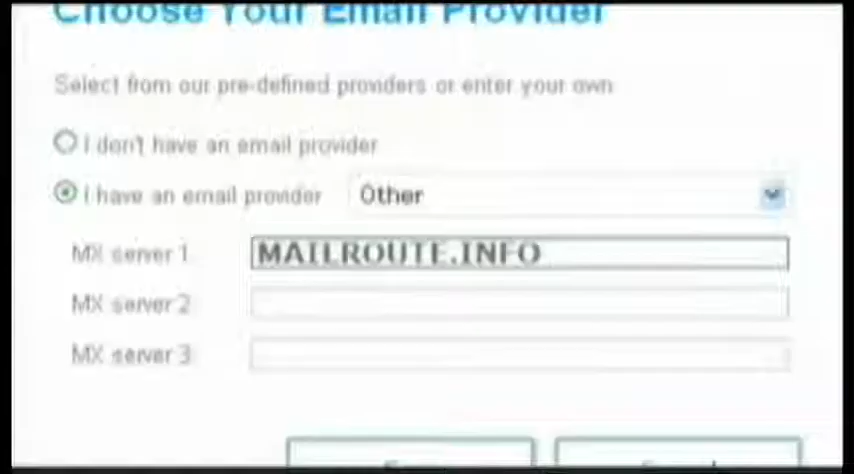 Choose Your Email Provider
Select from our pre-defined providers or enter your own
I don't have an email provider
I have an email provider Other
MX server 1 MAILROUTE.INFO
MX server 2
MX server 3